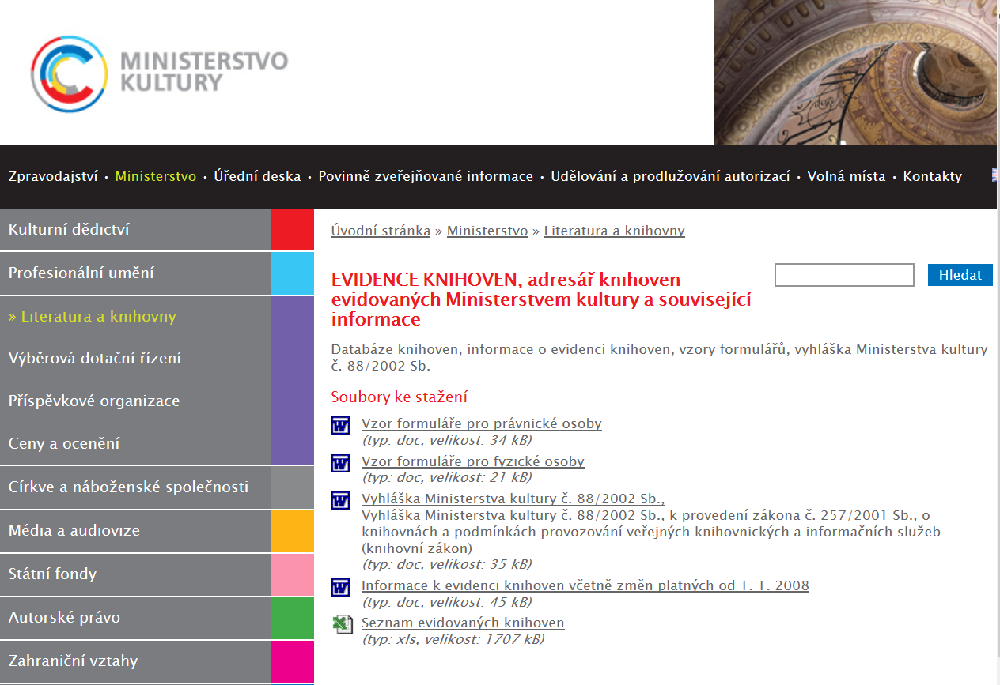 MINISTERSTVO
KULTURY
Zpravodajství • Ministerstvo • Úřední deska • Povinně zveřejňované informace • Udělování a prodlužování autorizací • Volná místa • Kontakty
Kulturní dědictví
Profesionální umění
» Literatura a knihovny
Výběrová dotační řízení
Příspěvkové organizace
Ceny a ocenění
Církve a náboženské společnosti
Média a audiovize
Státní fondy
Autorské právo
Zahraniční vztahy
Úvodní stránka » Ministerstvo » Literatura a knihovny
Hledat
EVIDENCE KNIHOVEN, adresář knihoven
evidovaných Ministerstvem kultury a související
informace
Databáze knihoven, informace o evidenci knihoven, vzory formulářů, vyhláška Ministerstva kultury
č. 88/2002 Sb.
Soubory ke stažení
Vzor formuláře pro právnické osoby
(typ: doc, velikost: 34 kB)
Vzor formuláře pro fyzické osoby
(typ: doc, velikost: 21 kB)
Vyhláška Ministerstva kultury č. 88/2002 Sb.,
Vyhláška Ministerstva kultury č. 88/2002 Sb., k provedení zákona č. 257/2001 Sb., o
knihovnách a podmínkách provozování veřejných knihovnických a informačních služeb
(knihovní zákon)
(typ: doc, velikost: 35 kB)
Informace k evidenci knihoven včetně změn platných od 1. 1. 2008
(typ: doc, velikost: 45 kB)
Seznam evidovaných knihoven
(typ: xls, velikost: 1707 kB)